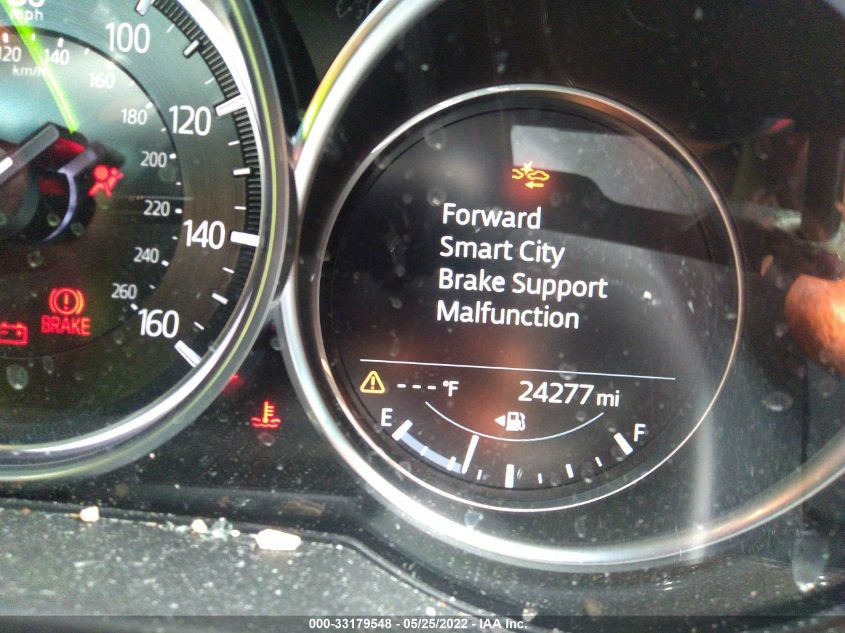 mph
100
120 140
km/h
160
180
120
200
220
140
240
260
160
BRAKE
Forward
Smart City
Brake Support
Malfunction
---°F 24277 mi
E F
000-33179548 - 05/25/2022 - IAA Inc.